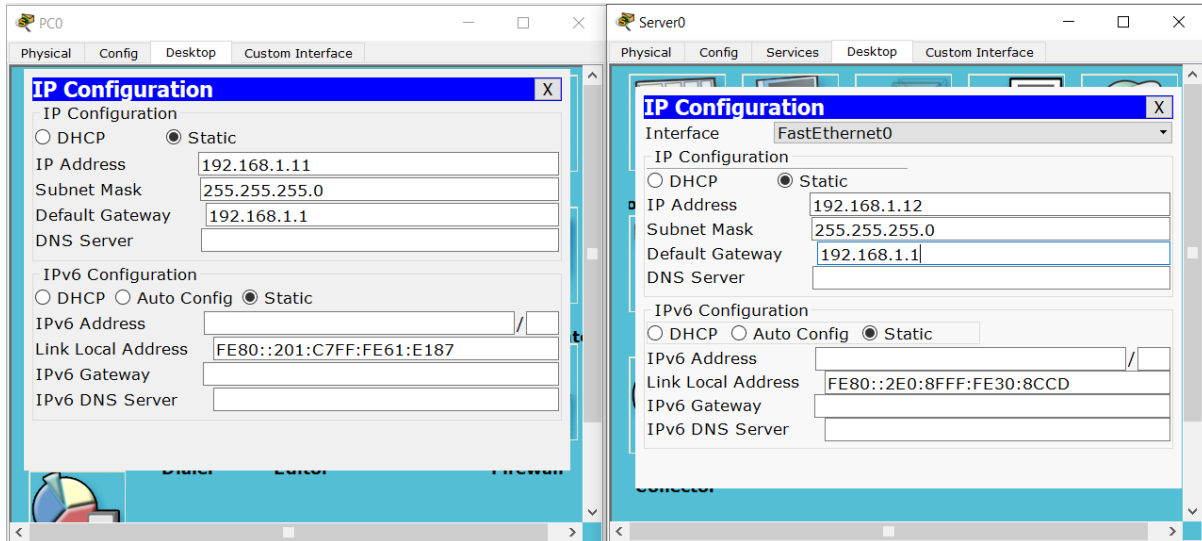 PC0
Physical Config Desktop Custom Interface
IP Configuration X
IP Configuration
DHCP Static
IP Address 192.168.1.11
Subnet Mask 255.255.255.0
Default Gateway 192.168.1.1
DNS Server
IPv6 Configuration
DHCP Auto Config Static
IPv6 Address /
Link Local Address FE80::201:C7FF:FE61:E187
IPv6 Gateway
IPv6 DNS Server
Server0
Physical Config Services Desktop Custom Interface
IP Configuration X
Interface FastEthernet0
IP Configuration
DHCP Static
IP Address 192.168.1.12
Subnet Mask 255.255.255.0
Default Gateway 192.168.1.1
DNS Server
IPv6 Configuration
DHCP Auto Config Static
IPv6 Address /
Link Local Address FE80::2E0:8FFF:FE30:8CCD
IPv6 Gateway
IPv6 DNS Server